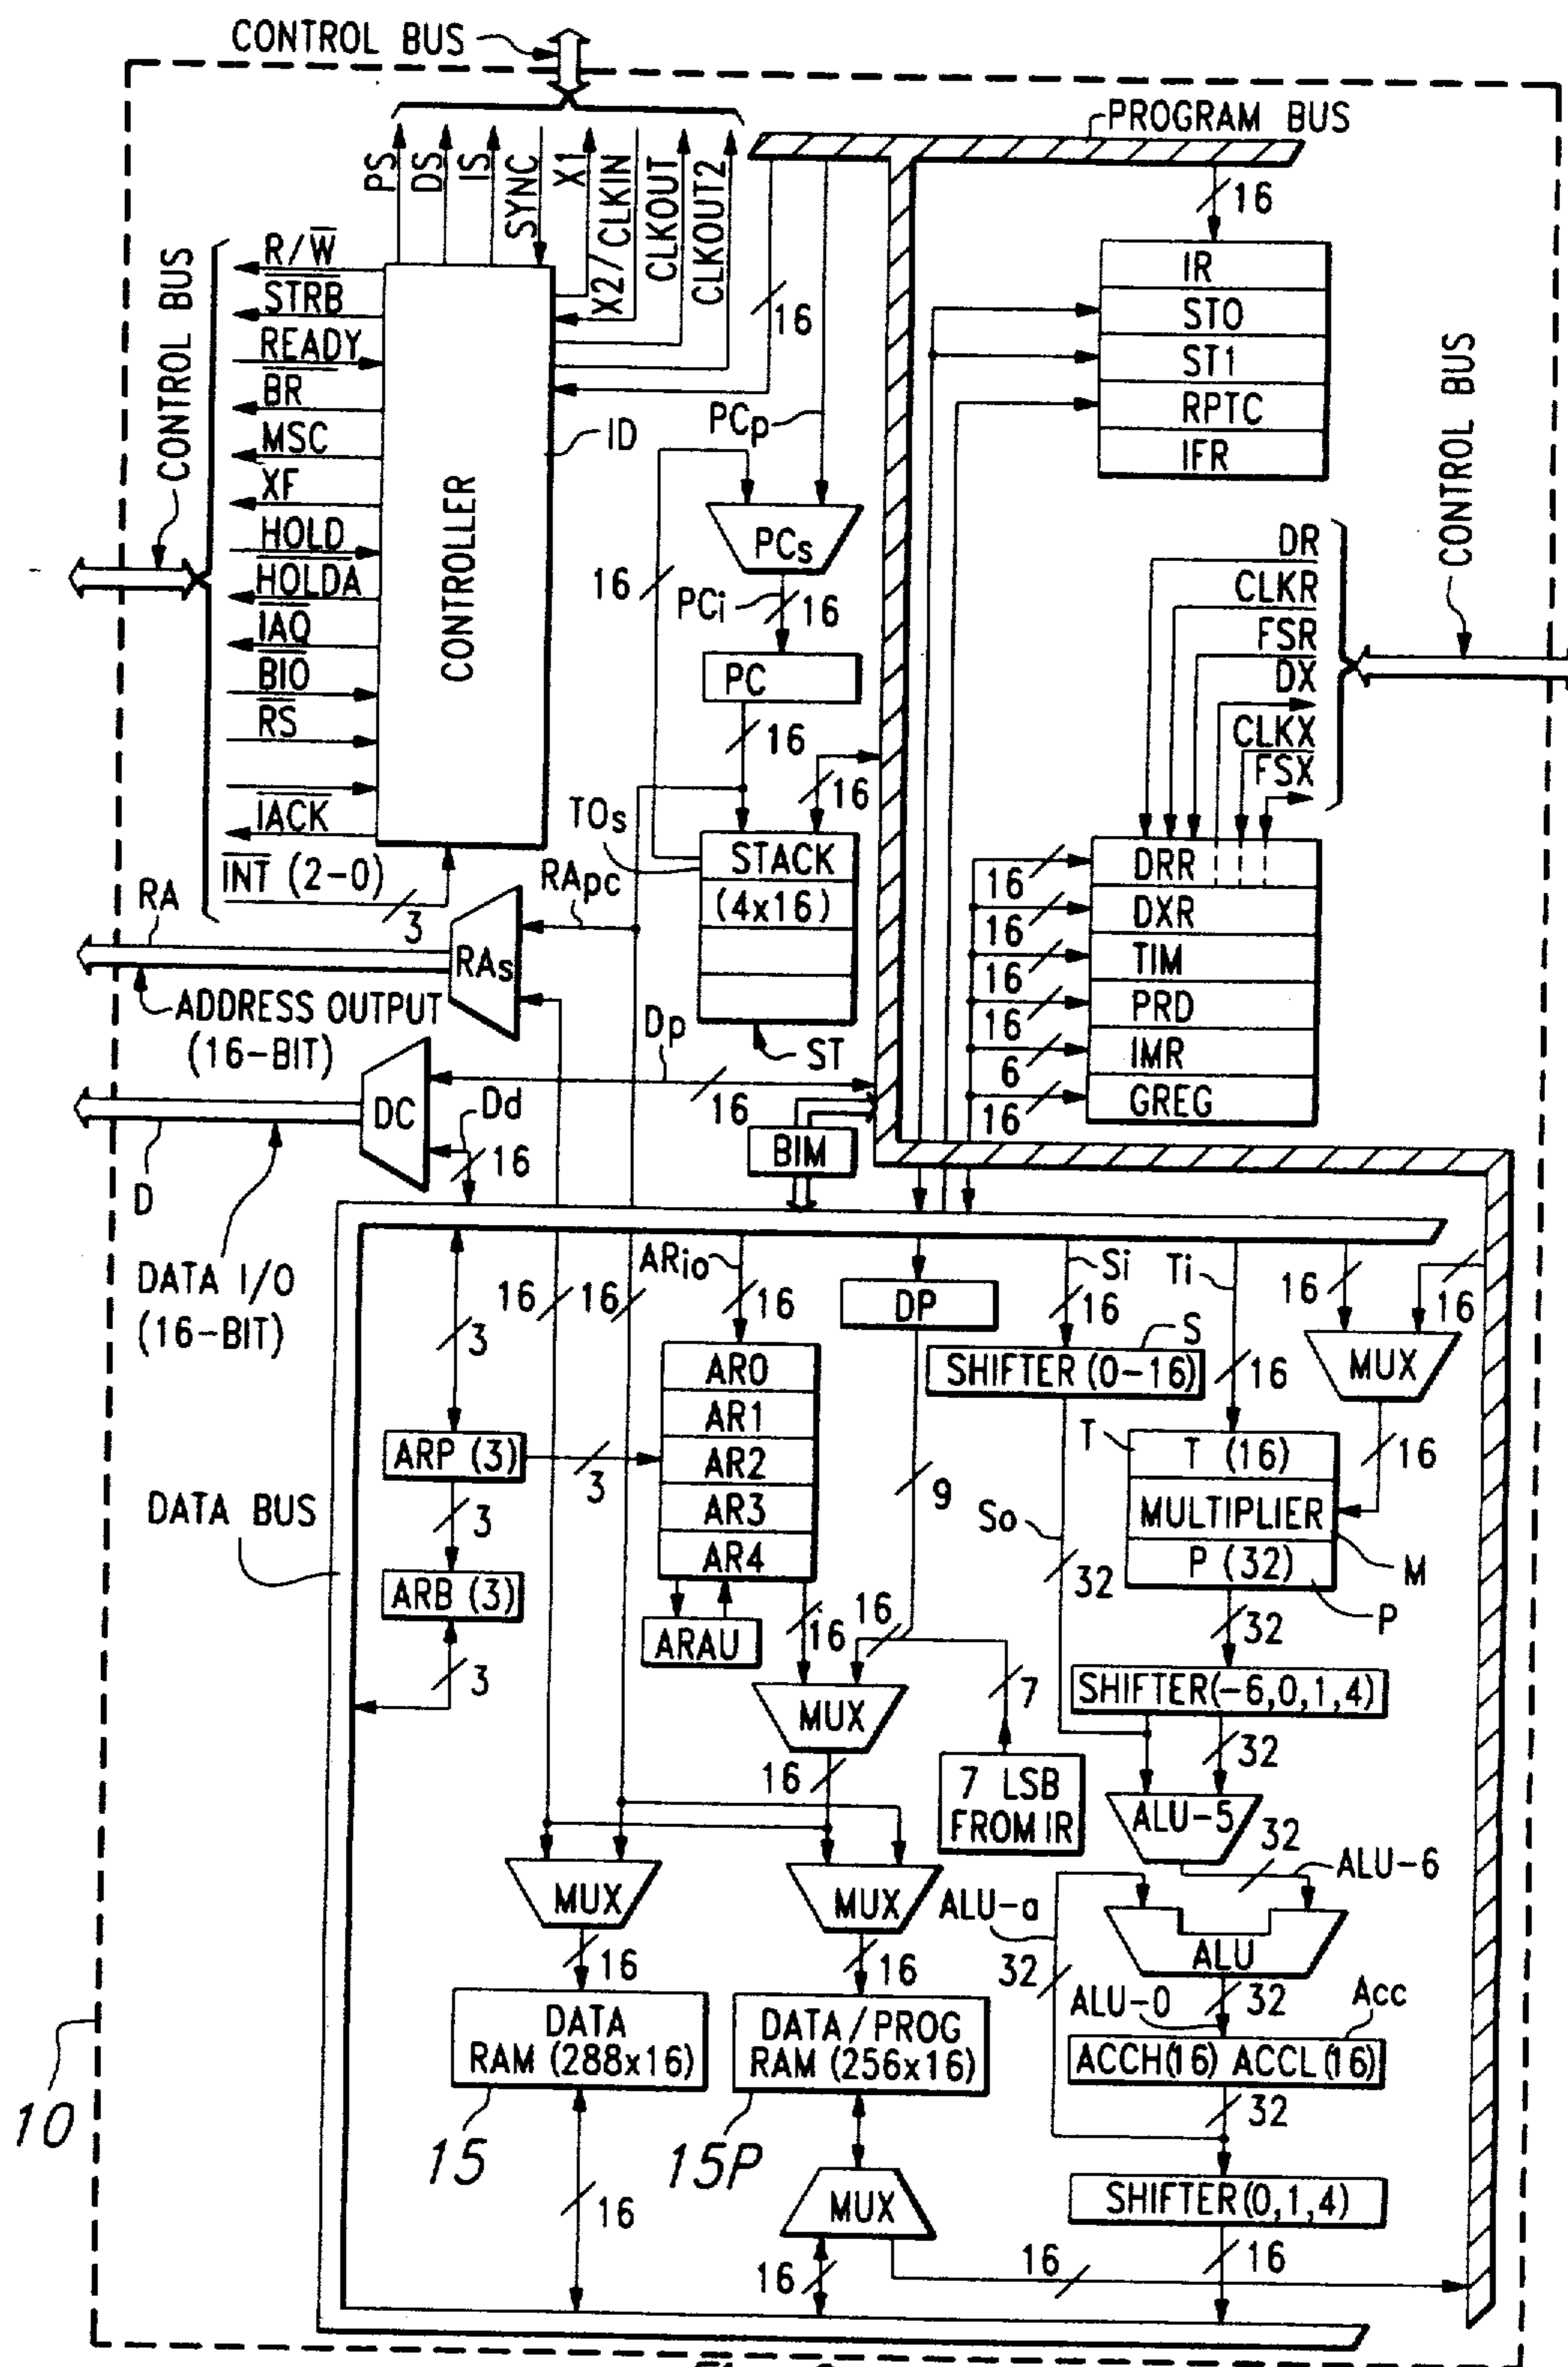 CONTROL BUS
PROGRAM BUS
PS
DS
IS
SYNC
X1
X2/CLKIN
CLKOUT
CLKOUT2
16
16
CONTROL BUS
R/W̅
S̅T̅R̅B̅
READY
B̅R̅
MSC
XF
HOLD
H̅O̅L̅D̅A̅
I̅A̅Q̅
B̅I̅O̅
R̅S̅
I̅A̅C̅K̅
I̅N̅T̅ (2-0)
3
CONTROLLER
ID
PCp
PCs
16
PCi
16
PC
16
16
TOs
STACK
(4x16)
ST
IR
ST0
ST1
RPTC
IFR
CONTROL BUS
DR
CLKR
FSR
DX
CLKX
FSX
16
DRR
16
DXR
16
TIM
16
PRD
6
IMR
16
GREG
RA
RAs
RApc
ADDRESS OUTPUT
(16-BIT)
Dp
16
DC
Dd
16
D
BIM
DATA I/O
(16-BIT)
DATA BUS
3
ARP (3)
3
3
ARB (3)
3
16
16
ARio
16
AR0
AR1
AR2
AR3
AR4
ARAU
16
DP
9
16
7
7 LSB
FROM IR
MUX
16
Si
16
S
SHIFTER (0-16)
So
32
Ti
16
16
16
MUX
16
T
T (16)
MULTIPLIER
P (32)
M
P
32
SHIFTER(-6,0,1,4)
32
ALU-5
32
ALU-6
ALU-a
32
ALU
ALU-0
32
Acc
ACCH(16) ACCL(16)
32
SHIFTER(0,1,4)
16
MUX
16
MUX
16
DATA
RAM (288x16)
15
16
DATA/PROG
RAM (256x16)
15P
MUX
16
16
10